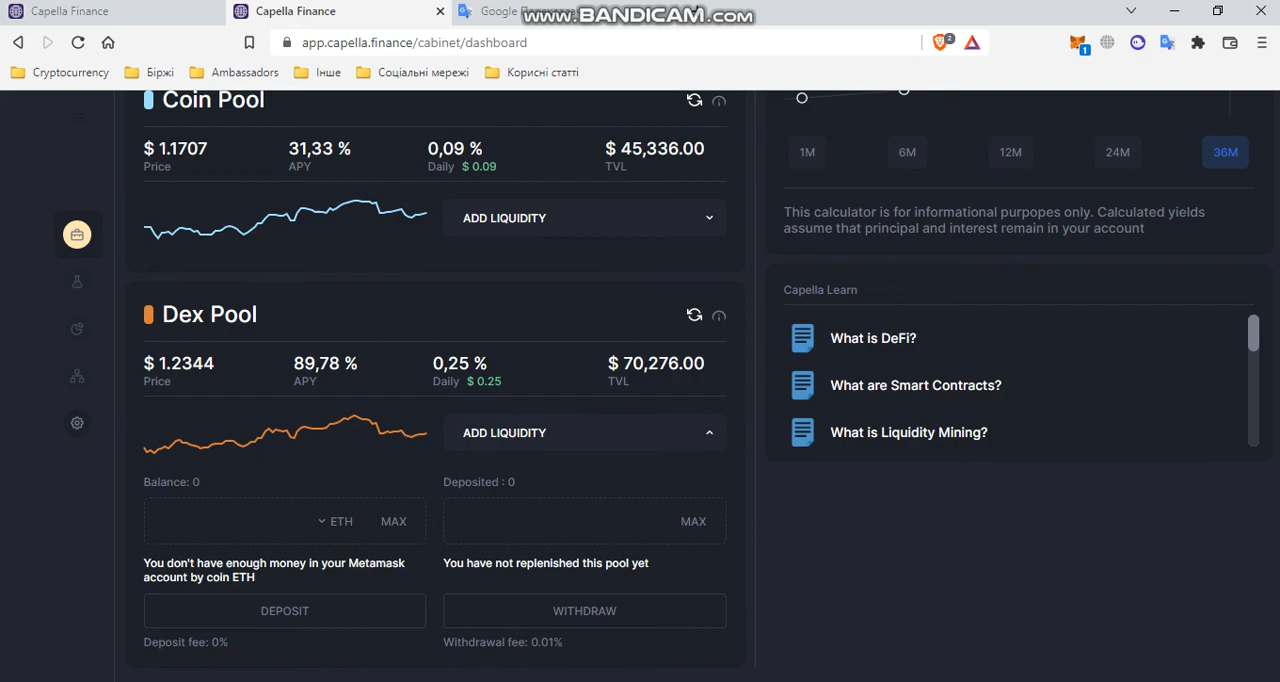 Capella Finance
Capella Finance
Google
www.BANDICAM.com
app.capella.finance/cabinet/dashboard
2
1
Cryptocurrency
Біржі
Ambassadors
Інше
Соціальні мережі
Корисні статті
Coin Pool
$ 1.1707
31,33 %
0,09 %
$ 45,336.00
Price
APY
Daily $ 0.09
TVL
ADD LIQUIDITY
Dex Pool
$ 1.2344
89,78 %
0,25 %
$ 70,276.00
Price
APY
Daily $ 0.25
TVL
ADD LIQUIDITY
Balance: 0
Deposited : 0
ETH
MAX
MAX
You don't have enough money in your Metamask
account by coin ETH
You have not replenished this pool yet
DEPOSIT
WITHDRAW
Deposit fee: 0%
Withdrawal fee: 0.01%
1M
6M
12M
24M
36M
This calculator is for informational purpopes only. Calculated yields
assume that principal and interest remain in your account
Capella Learn
What is DeFi?
What are Smart Contracts?
What is Liquidity Mining?